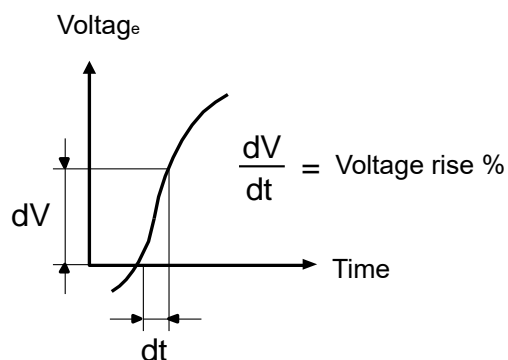 Voltage
dV
dt
= Voltage rise %
dV
Time
dt